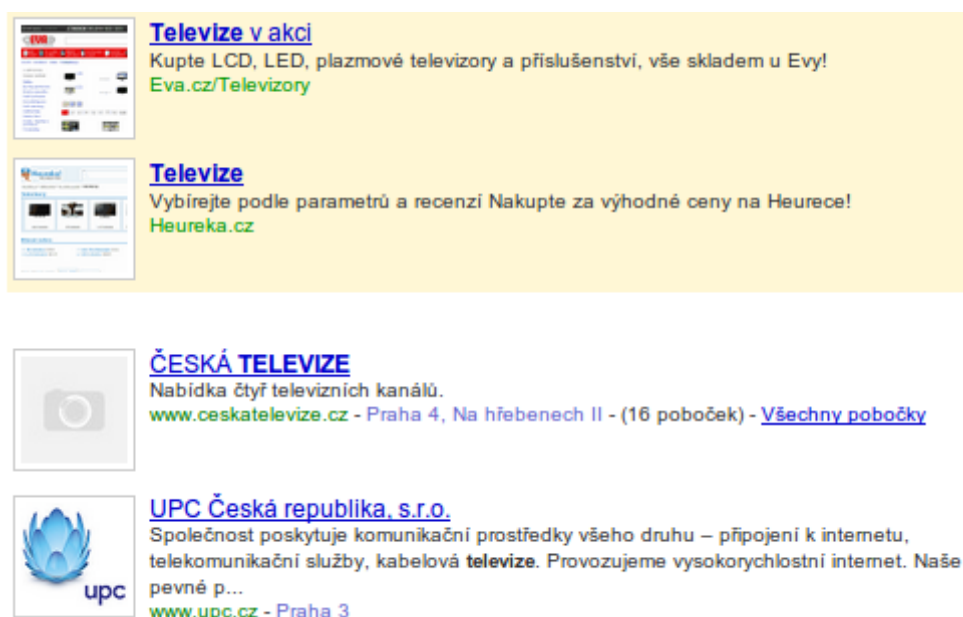 Televize v akci
Kupte LCD, LED, plazmové televizory a příslušenství, vše skladem u Evy!
Eva.cz/Televizory
Televize
Vybírejte podle parametrů a recenzí Nakupte za výhodné ceny na Heurece!
Heureka.cz
ČESKÁ TELEVIZE
Nabídka čtyř televizních kanálů.
www.ceskatelevize.cz - Praha 4, Na hřebenech II - (16 poboček) - Všechny pobočky
UPC Česká republika, s.r.o.
Společnost poskytuje komunikační prostředky všeho druhu – připojení k internetu,
telekomunikační služby, kabelová televize. Provozujeme vysokorychlostní internet. Naše
pevné p...
upc
www.upc.cz - Praha 3